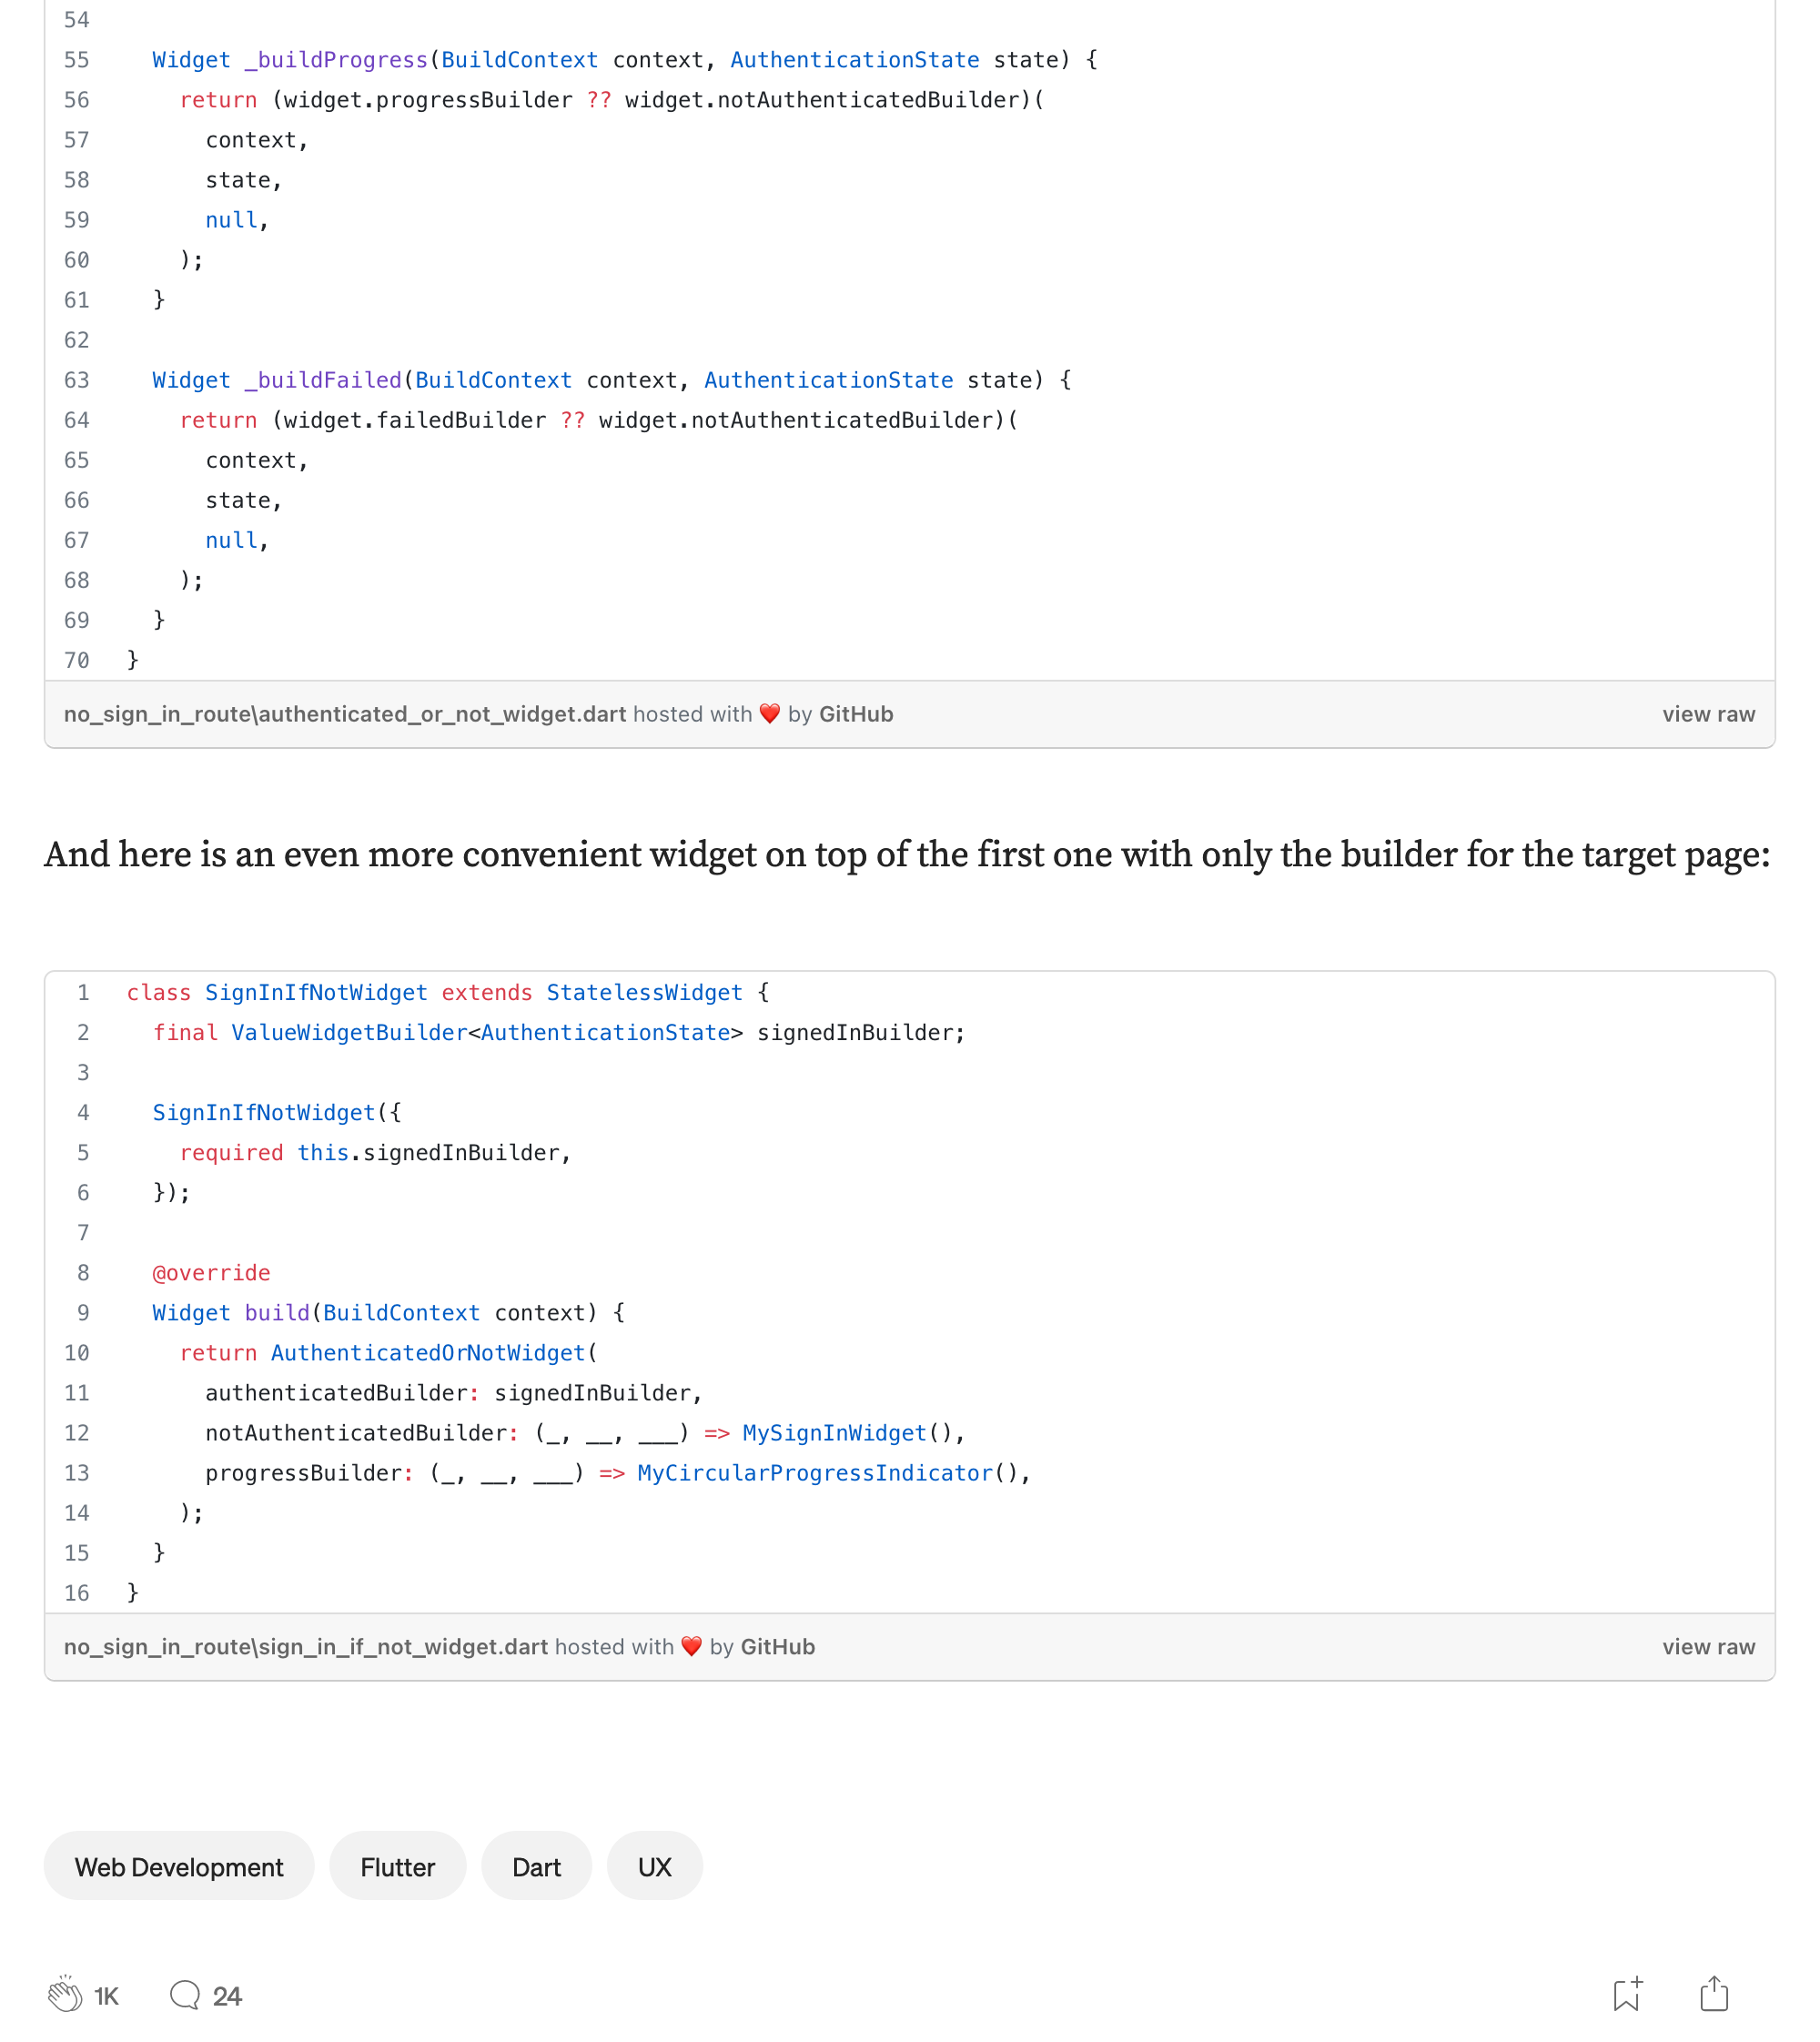 54
55 Widget _buildProgress(BuildContext context, AuthenticationState state) {
56 return (widget.progressBuilder ?? widget.notAuthenticatedBuilder)(
57 context,
58 state,
59 null,
60 );
61 }
62
63 Widget _buildFailed(BuildContext context, AuthenticationState state) {
64 return (widget.failedBuilder ?? widget.notAuthenticatedBuilder)(
65 context,
66 state,
67 null,
68 );
69 }
70 }
no_sign_in_route\authenticated_or_not_widget.dart hosted with ❤ by GitHub view raw
And here is an even more convenient widget on top of the first one with only the builder for the target page:
1 class SignInIfNotWidget extends StatelessWidget {
2 final ValueWidgetBuilder<AuthenticationState> signedInBuilder;
3
4 SignInIfNotWidget({
5 required this.signedInBuilder,
6 });
7
8 @override
9 Widget build(BuildContext context) {
10 return AuthenticatedOrNotWidget(
11 authenticatedBuilder: signedInBuilder,
12 notAuthenticatedBuilder: (_, __, ___) => MySignInWidget(),
13 progressBuilder: (_, __, ___) => MyCircularProgressIndicator(),
14 );
15 }
16 }
no_sign_in_route\sign_in_if_not_widget.dart hosted with ❤ by GitHub view raw
Web Development Flutter Dart UX
1K 24